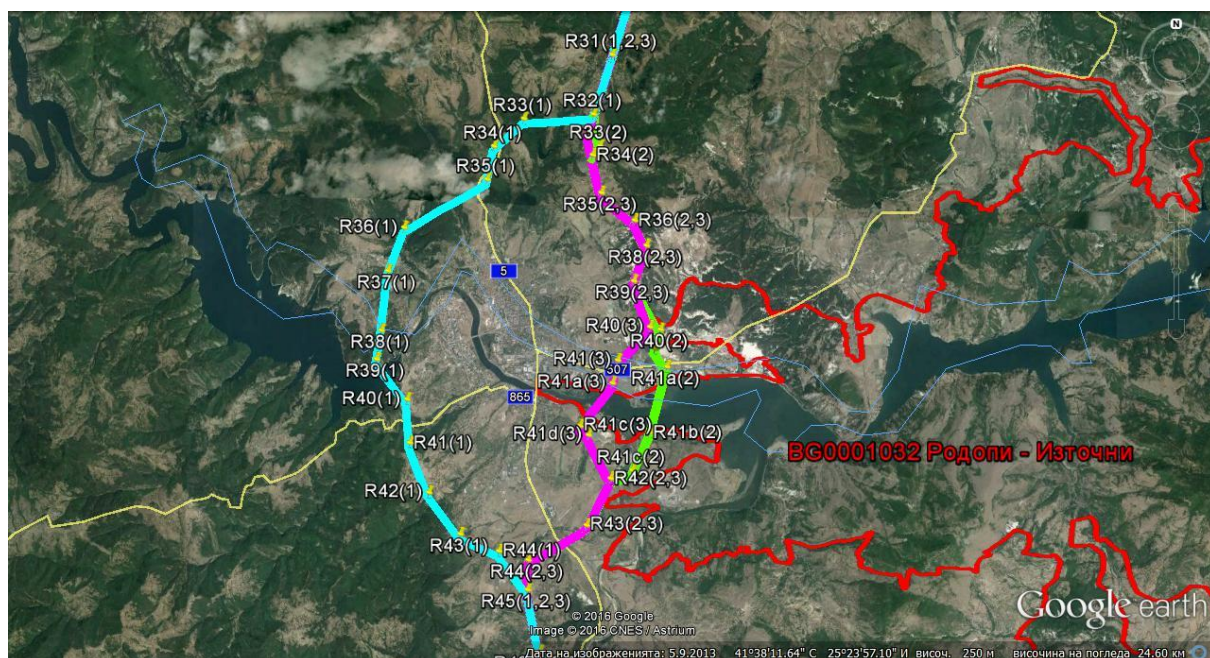 N
R31(1,2,3)
R32(1)
R33(1)
R33(2)
R34(1)
R34(2)
R35(1)
R35(2,3)
R36(1)
R36(2,3)
R38(2,3)
5
R37(1)
R39(2,3)
R40(3)
R38(1)
R40(2)
R41(3)
R39(1)
R41a(3)
R41a(2)
R40(1)
865
R41c(3)
R41d(3)
R41b(2)
R41(1)
BG0001032 Родопи - Източни
R41c(2)
R42(2,3)
R42(1)
R43(2,3)
R43(1)
R44(1)
R44(2,3)
R45(1,2,3)
© 2016 Google
Image © 2016 CNES / Astrium
Google earth
Дата на изображенията: 5.9.2013 41°38'11.64" С 25°23'57.10" И височ. 250 м височина на погледа 24.60 км